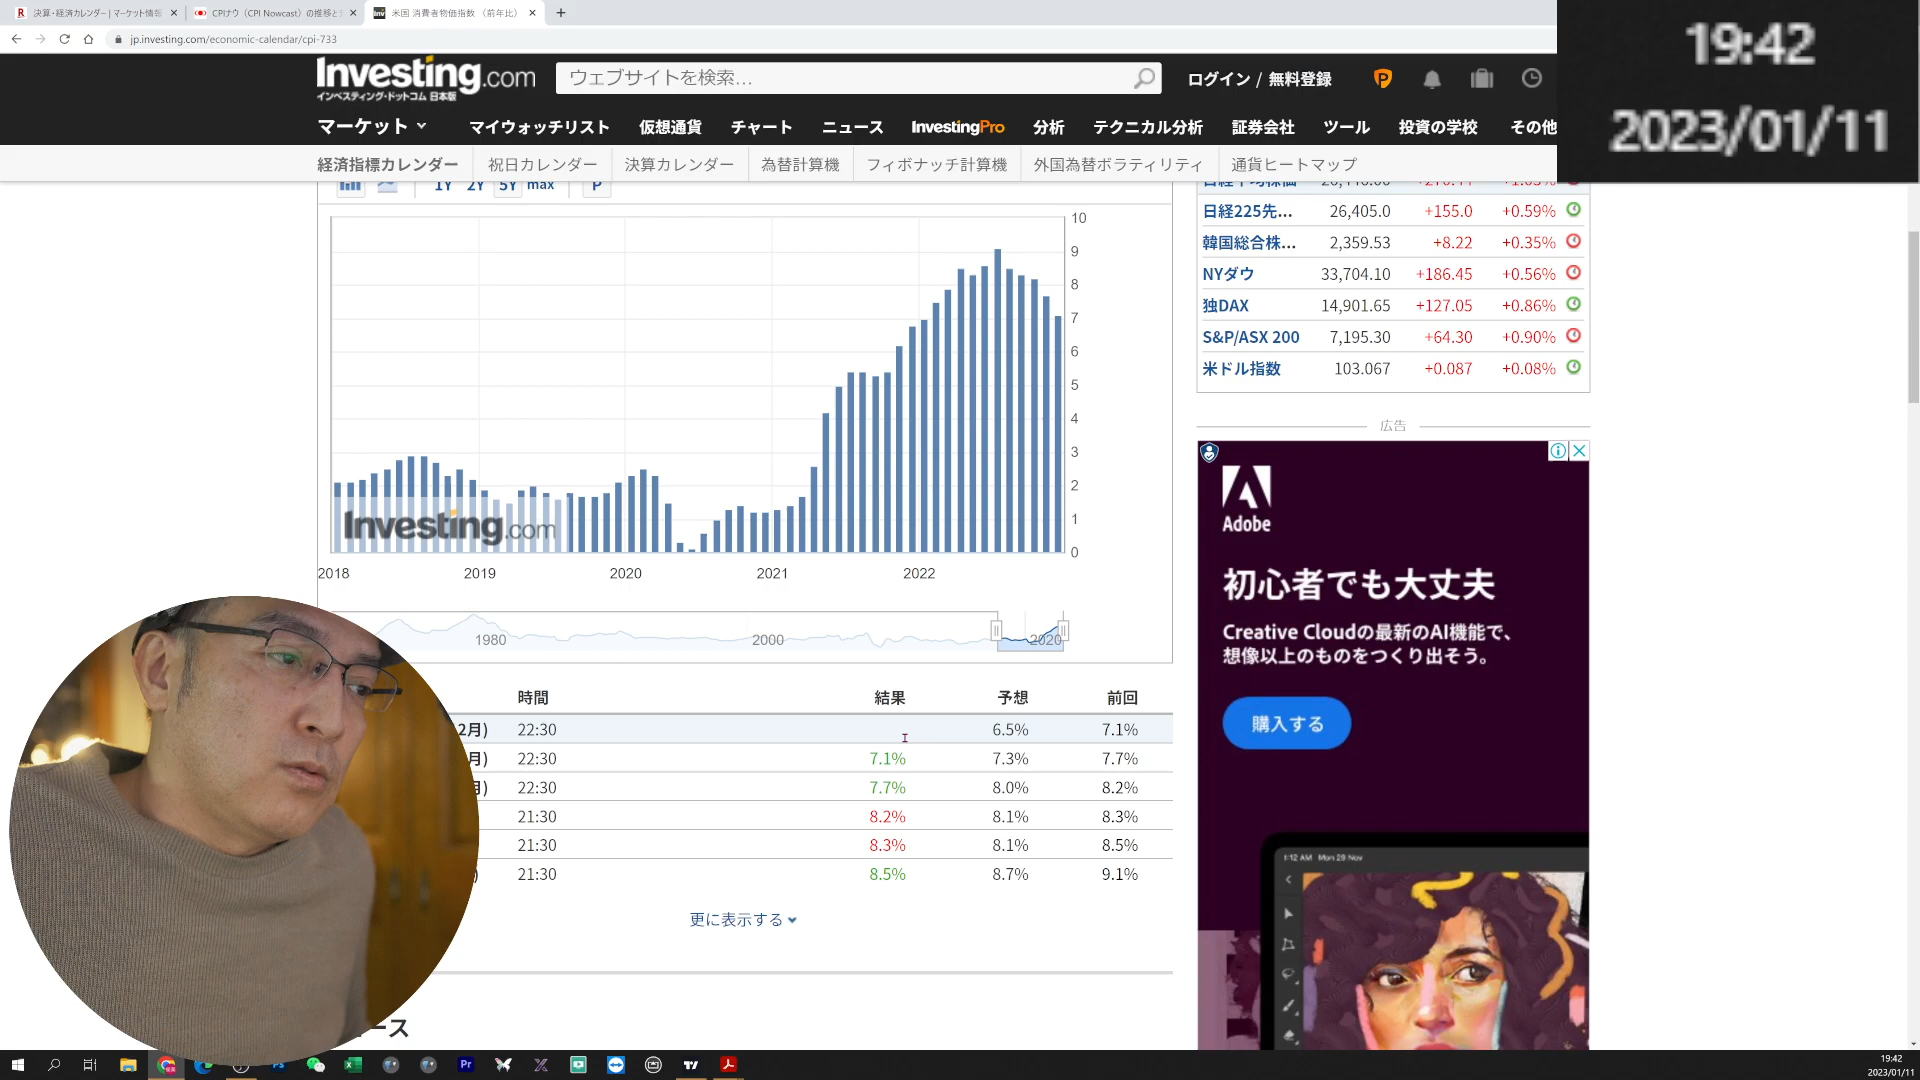 決算・経済カレンダー | マーケット情報
CPIナウ（CPI Nowcast）の推移と
米国 消費者物価指数 （前年比）
jp.investing.com/economic-calendar/cpi-733
19:42
2023/01/11
Investing.com
インベスティング・ドットコム 日本版
ウェブサイトを検索...
ログイン / 無料登録
マーケット
マイウォッチリスト
仮想通貨
チャート
ニュース
InvestingPro
分析
テクニカル分析
証券会社
ツール
投資の学校
その他
経済指標カレンダー
祝日カレンダー
決算カレンダー
為替計算機
フィボナッチ計算機
外国為替ボラティリティ
通貨ヒートマップ
1Y 2Y 5Y max P
10
9
8
7
6
5
4
3
2
1
0
Investing.com
2018 2019 2020 2021 2022
1980 2000 2020
日経225先... 26,405.0 +155.0 +0.59%
韓国総合株... 2,359.53 +8.22 +0.35%
NYダウ 33,704.10 +186.45 +0.56%
独DAX 14,901.65 +127.05 +0.86%
S&P/ASX 200 7,195.30 +64.30 +0.90%
米ドル指数 103.067 +0.087 +0.08%
時間 結果 予想 前回
2月) 22:30 6.5% 7.1%
月) 22:30 7.1% 7.3% 7.7%
月) 22:30 7.7% 8.0% 8.2%
21:30 8.2% 8.1% 8.3%
21:30 8.3% 8.1% 8.5%
) 21:30 8.5% 8.7% 9.1%
更に表示する
ース
広告
Adobe
初心者でも大丈夫
Creative Cloudの最新のAI機能で、
想像以上のものをつくり出そう。
購入する
1:12 AM Mon 29 Nov
19:42
2023/01/11